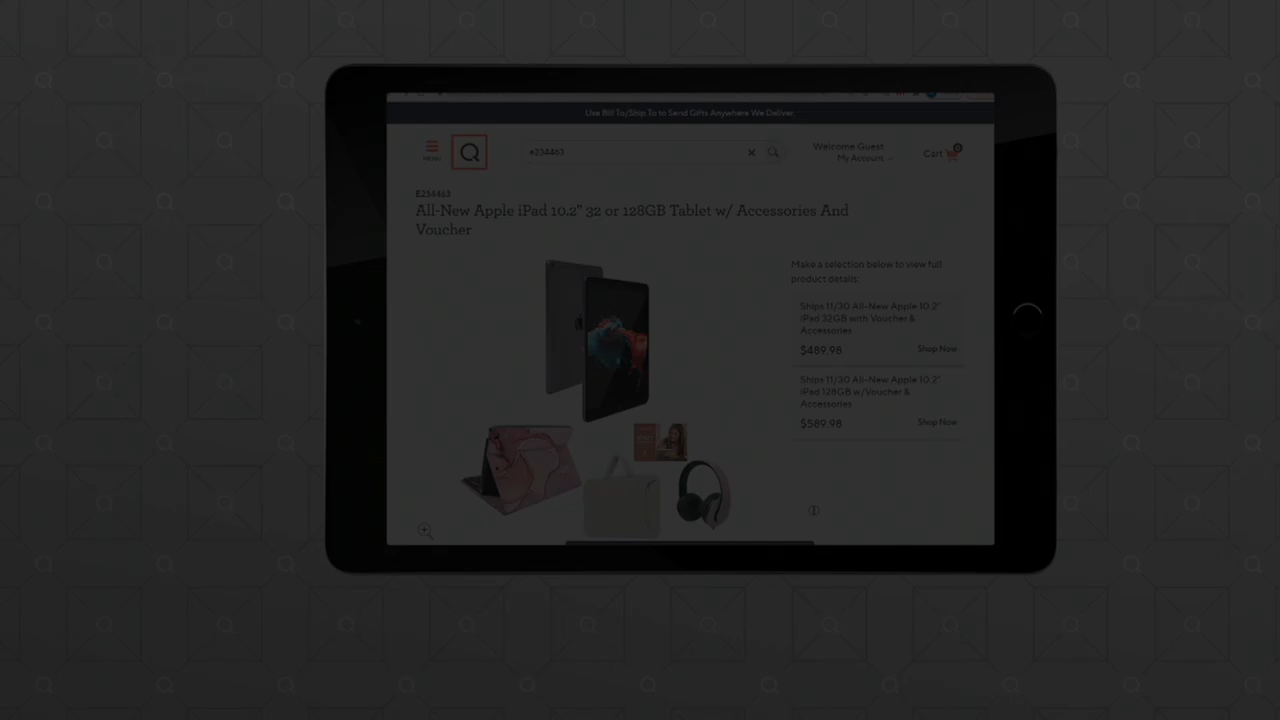 Use Bill To/Ship To to Send Gifts Anywhere We Deliver.
MENU
e234463
Welcome Guest
My Account
Cart
0
E234463
All-New Apple iPad 10.2" 32 or 128GB Tablet w/ Accessories And
Voucher
Make a selection below to view full
product details:
Ships 11/30 All-New Apple 10.2"
iPad 32GB with Voucher &
Accessories
$489.98
Shop Now
Ships 11/30 All-New Apple 10.2"
iPad 128GB w/Voucher &
Accessories
$589.98
Shop Now